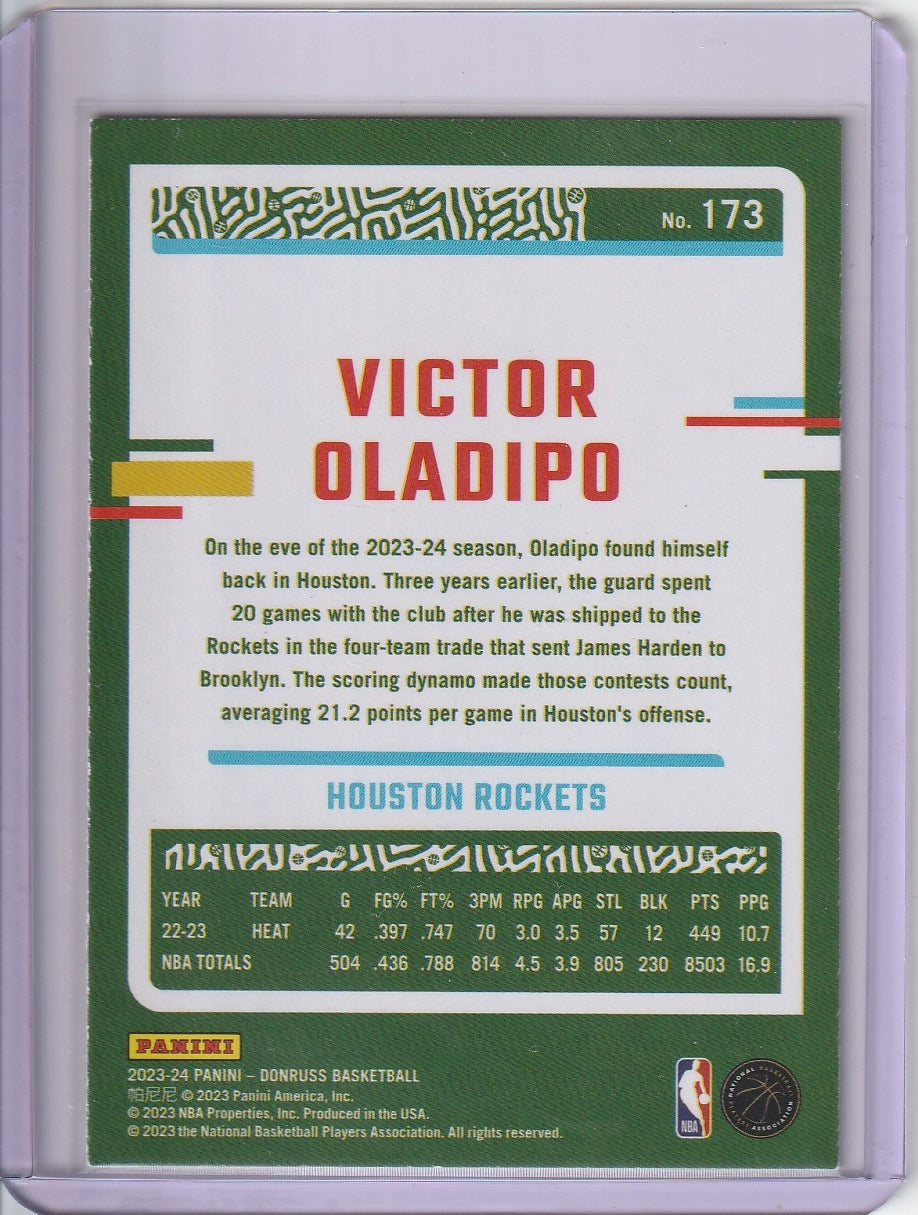 No. 173
VICTOR
OLADIPO
On the eve of the 2023-24 season, Oladipo found himself
back in Houston. Three years earlier, the guard spent
20 games with the club after he was shipped to the
Rockets in the four-team trade that sent James Harden to
Brooklyn. The scoring dynamo made those contests count,
averaging 21.2 points per game in Houston's offense.
HOUSTON ROCKETS
YEAR TEAM G FG% FT% 3PM RPG APG STL BLK PTS PPG
22-23 HEAT 42 .397 .747 70 3.0 3.5 57 12 449 10.7
NBA TOTALS 504 .436 .788 814 4.5 3.9 805 230 8503 16.9
PANINI
2023-24 PANINI – DONRUSS BASKETBALL
帕尼尼 © 2023 Panini America, Inc.
© 2023 NBA Properties, Inc. Produced in the USA.
© 2023 the National Basketball Players Association. All rights reserved.
NBA
NATIONAL BASKETBALL PLAYERS ASSOCIATION